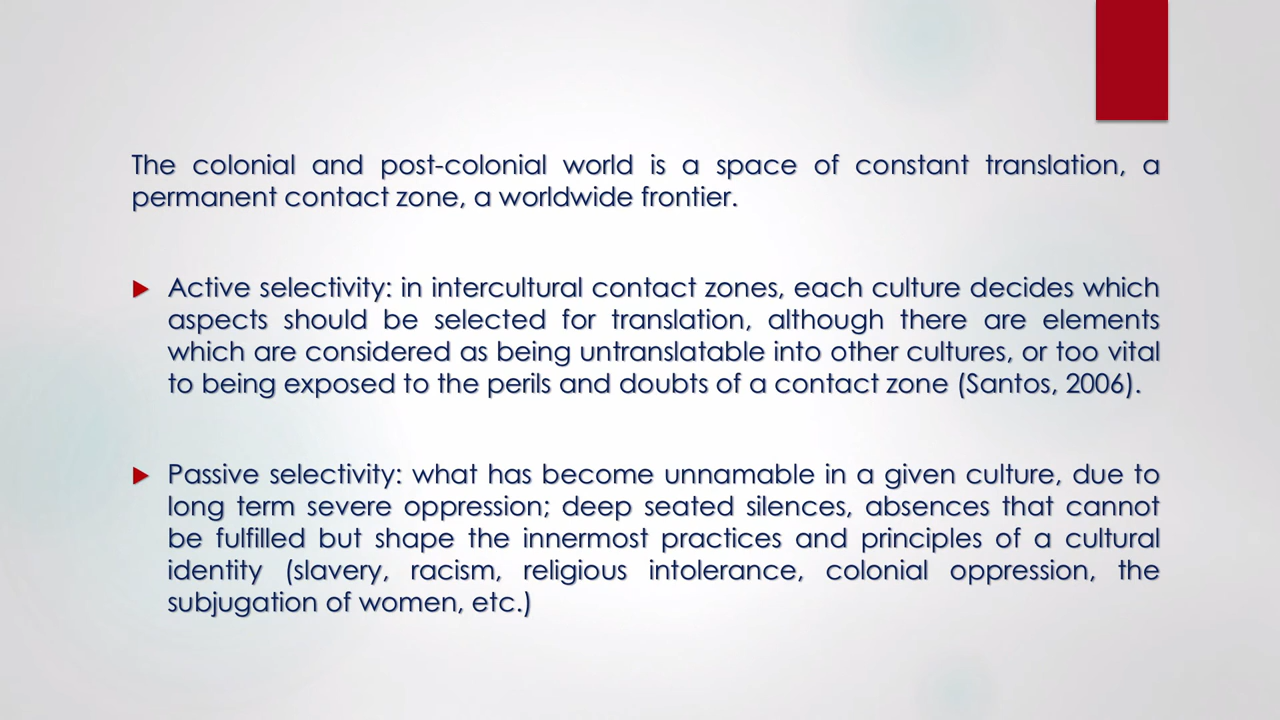 The colonial and post-colonial world is a space of constant translation, a
permanent contact zone, a worldwide frontier.
Active selectivity: in intercultural contact zones, each culture decides which
aspects should be selected for translation, although there are elements
which are considered as being untranslatable into other cultures, or too vital
to being exposed to the perils and doubts of a contact zone (Santos, 2006).
Passive selectivity: what has become unnamable in a given culture, due to
long term severe oppression; deep seated silences, absences that cannot
be fulfilled but shape the innermost practices and principles of a cultural
identity (slavery, racism, religious intolerance, colonial oppression, the
subjugation of women, etc.)